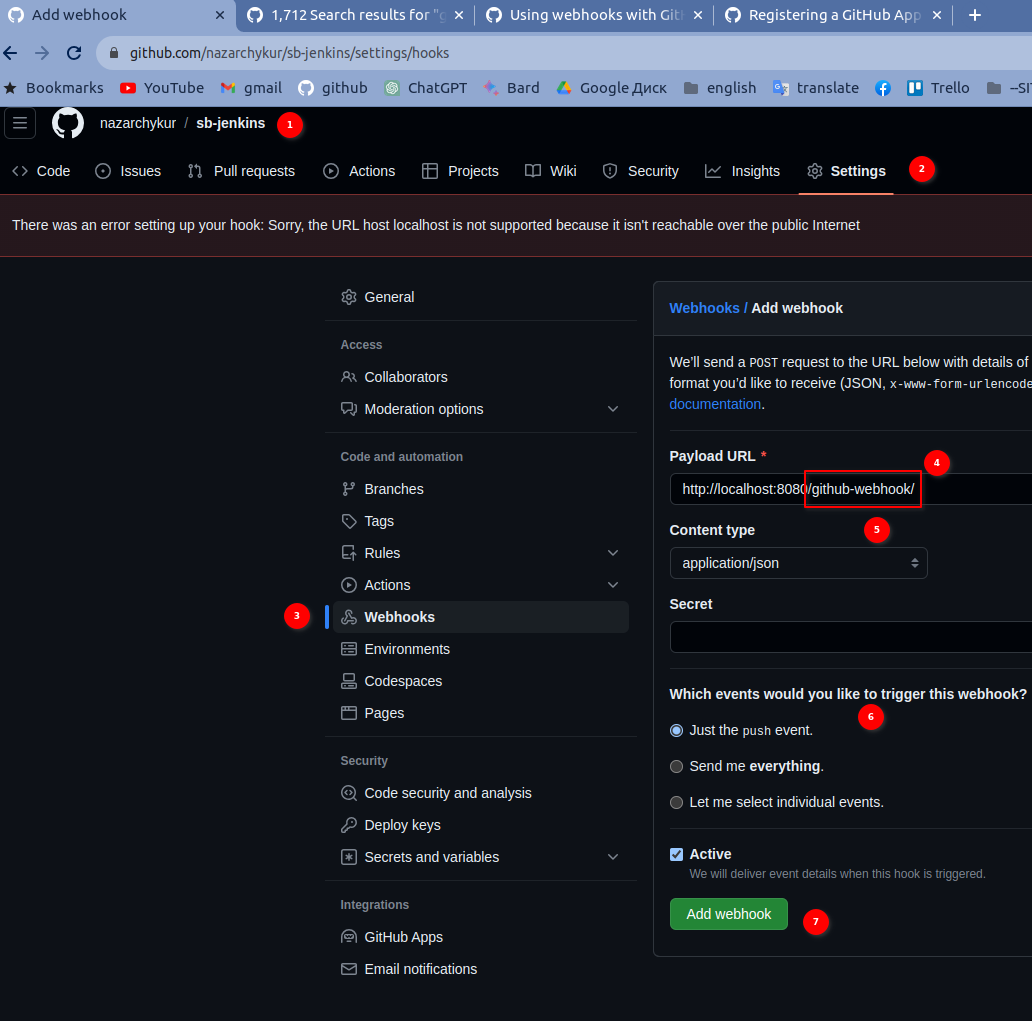 Add webhook
1,712 Search results for "g
Using webhooks with Gith
Registering a GitHub App
github.com/nazarchykur/sb-jenkins/settings/hooks
Bookmarks YouTube gmail github ChatGPT Bard Google Диск english translate Trello --SI
nazarchykur / sb-jenkins 1
Code Issues Pull requests Actions Projects Wiki Security Insights Settings 2
There was an error setting up your hook: Sorry, the URL host localhost is not supported because it isn't reachable over the public Internet
General
Access
Collaborators
Moderation options
Code and automation
Branches
Tags
Rules
Actions
3 Webhooks
Environments
Codespaces
Pages
Security
Code security and analysis
Deploy keys
Secrets and variables
Integrations
GitHub Apps
Email notifications
Webhooks / Add webhook
We'll send a POST request to the URL below with details of
format you'd like to receive (JSON, x-www-form-urlencode
documentation.
Payload URL * 4
http://localhost:8080/github-webhook/
Content type 5
application/json
Secret
Which events would you like to trigger this webhook?
6
Just the push event.
Send me everything.
Let me select individual events.
Active
We will deliver event details when this hook is triggered.
Add webhook 7